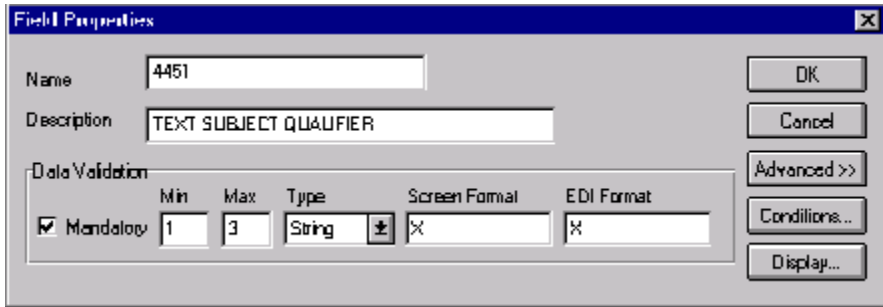 Field Properties
Name 4451
Description TEXT SUBJECT QUALIFIER
Data Validation
Min Max Type Screen Format EDI Format
Mandatory 1 3 String X X
OK
Cancel
Advanced >>
Conditions...
Display...